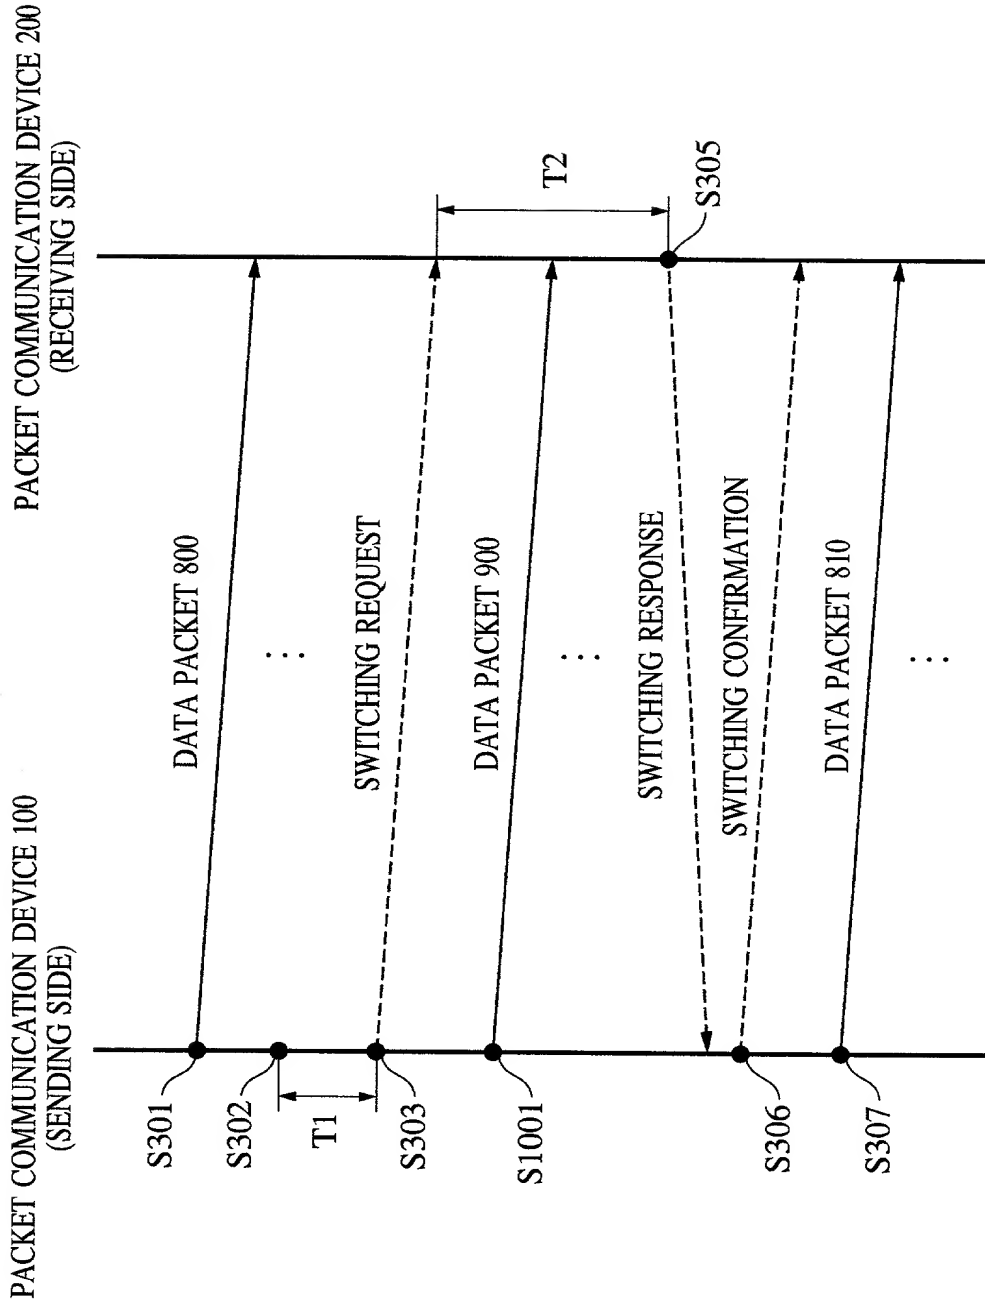 PACKET COMMUNICATION DEVICE 100
(SENDING SIDE)
PACKET COMMUNICATION DEVICE 200
(RECEIVING SIDE)
S301
DATA PACKET 800
S302
...
T1
S303
SWITCHING REQUEST
S1001
DATA PACKET 900
...
T2
SWITCHING RESPONSE
S305
S306
SWITCHING CONFIRMATION
S307
DATA PACKET 810
...